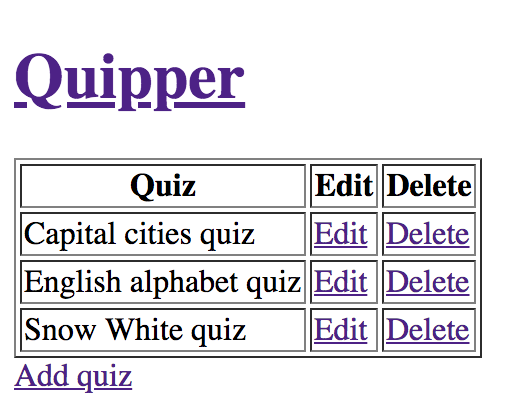 Quipper
Quiz Edit Delete
Capital cities quiz Edit Delete
English alphabet quiz Edit Delete
Snow White quiz Edit Delete
Add quiz